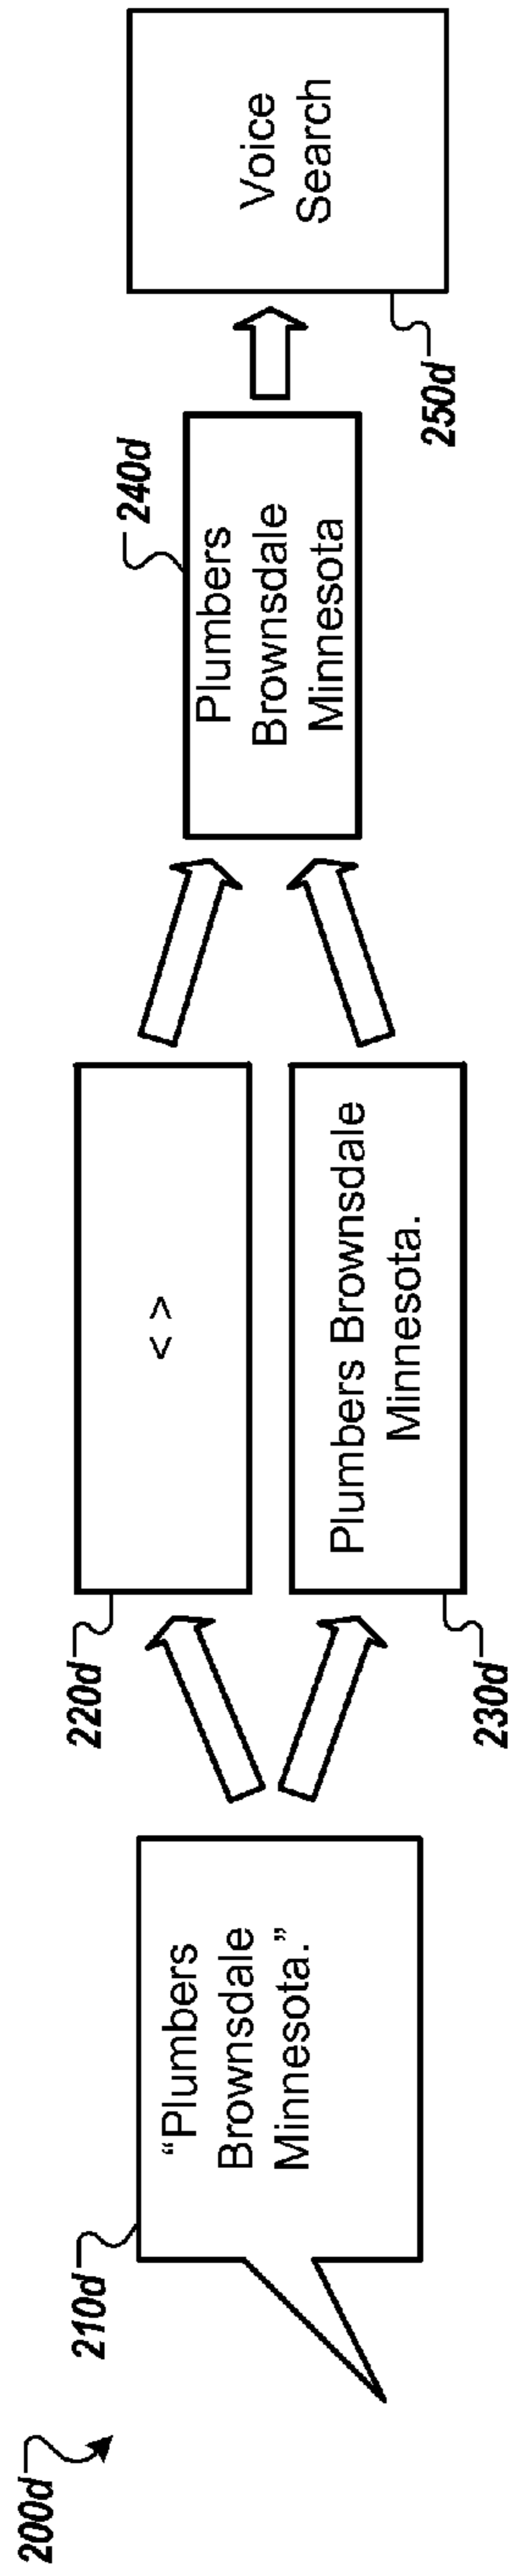 200d
210d
“Plumbers
Brownsdale
Minnesota.”
220d
< >
230d
Plumbers Brownsdale
Minnesota.
240d
Plumbers
Brownsdale
Minnesota
250d
Voice
Search